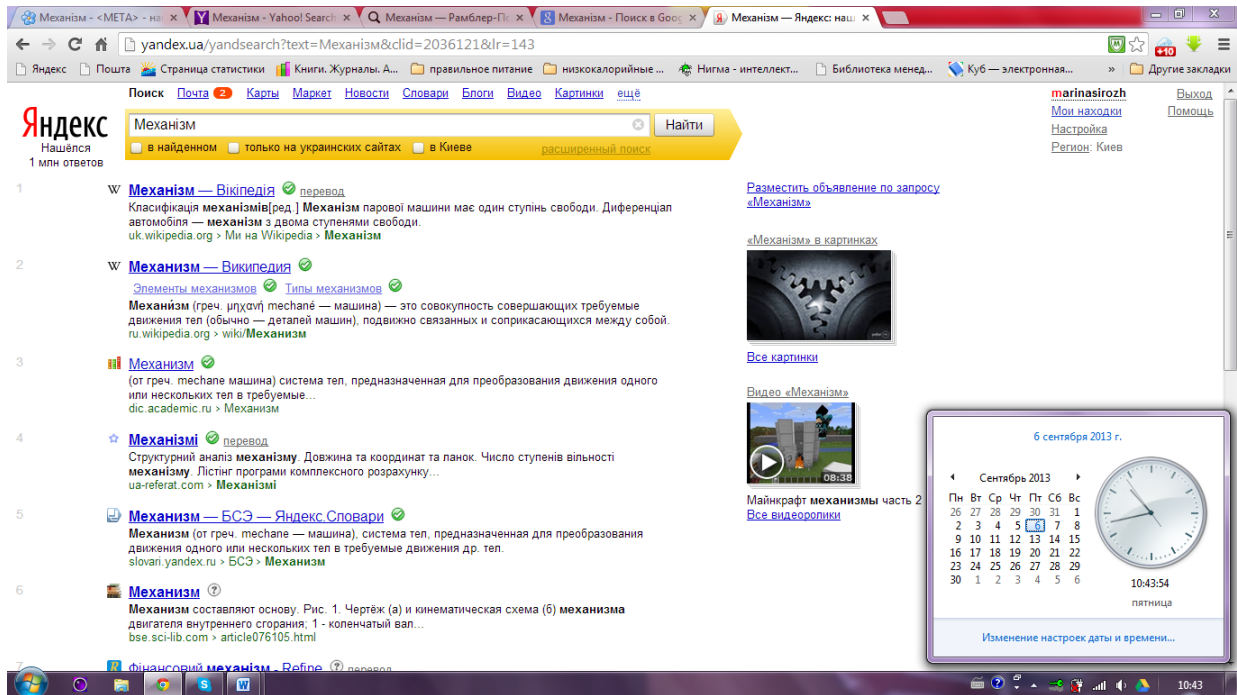 Механізм - <МЕТА> - на
Механізм - Yahoo! Search
Механізм — Рамблер-По
Механізм - Поиск в Goog
Механізм — Яндекс: наш
yandex.ua/yandsearch?text=Механізм&clid=2036121&lr=143
+10
Яндекс
Почта
Страница статистики
Книги. Журналы. А...
правильное питание
низкокалорийные ...
Нигма - интеллект...
Библиотека менед...
Куб — электронная...
»
Другие закладки
Поиск Почта 2 Карты Маркет Новости Словари Блоги Видео Картинки ещё
marinasirozh
Выход
Мои находки
Помощь
Настройка
Регион: Киев
Яндекс
Нашёлся
1 млн ответов
Механізм
Найти
в найденном
только на украинских сайтах
в Киеве
расширенный поиск
1
W Механізм — Вікіпедія перевод
Класифікація механізмів[ред.] Механізм парової машини має один ступінь свободи. Диференціал
автомобіля — механізм з двома ступенями свободи.
uk.wikipedia.org › Ми на Wikipedia › Механізм
2
W Механизм — Википедия
Элементы механизмов Типы механизмов
Механи́зм (греч. μηχανή mechané — машина) — это совокупность совершающих требуемые
движения тел (обычно — деталей машин), подвижно связанных и соприкасающихся между собой.
ru.wikipedia.org › wiki/Механизм
3
Механизм
(от греч. mechane машина) система тел, предназначенная для преобразования движения одного
или нескольких тел в требуемые…
dic.academic.ru › Механизм
4
Механізмі перевод
Структурний аналіз механізму. Довжина та координат та ланок. Число ступенів вільності
механізму. Лістінг програми комплексного розрахунку…
ua-referat.com › Механізмі
5
Механизм — БСЭ — Яндекс.Словари
Механизм (от греч. mechane — машина), система тел, предназначенная для преобразования
движения одного или нескольких тел в требуемые движения др. тел.
slovari.yandex.ru › БСЭ › Механизм
6
Механизм
Механизм составляют основу. Рис. 1. Чертёж (а) и кинематическая схема (б) механизма
двигателя внутреннего сгорания; 1 - коленчатый вал…
bse.sci-lib.com › article076105.html
7
Фінансовий механізм - Refine перевод
Разместить объявление по запросу
«Механізм»
«Механізм» в картинках
Все картинки
Видео «Механізм»
08:38
Майнкрафт механизмы часть 2
Все видеоролики
6 сентября 2013 г.
Сентябрь 2013
Пн Вт Ср Чт Пт Сб Вс
26 27 28 29 30 31 1
2 3 4 5 6 7 8
9 10 11 12 13 14 15
16 17 18 19 20 21 22
23 24 25 26 27 28 29
30 1 2 3 4 5 6
10:43:54
пятница
Изменение настроек даты и времени...
10:43